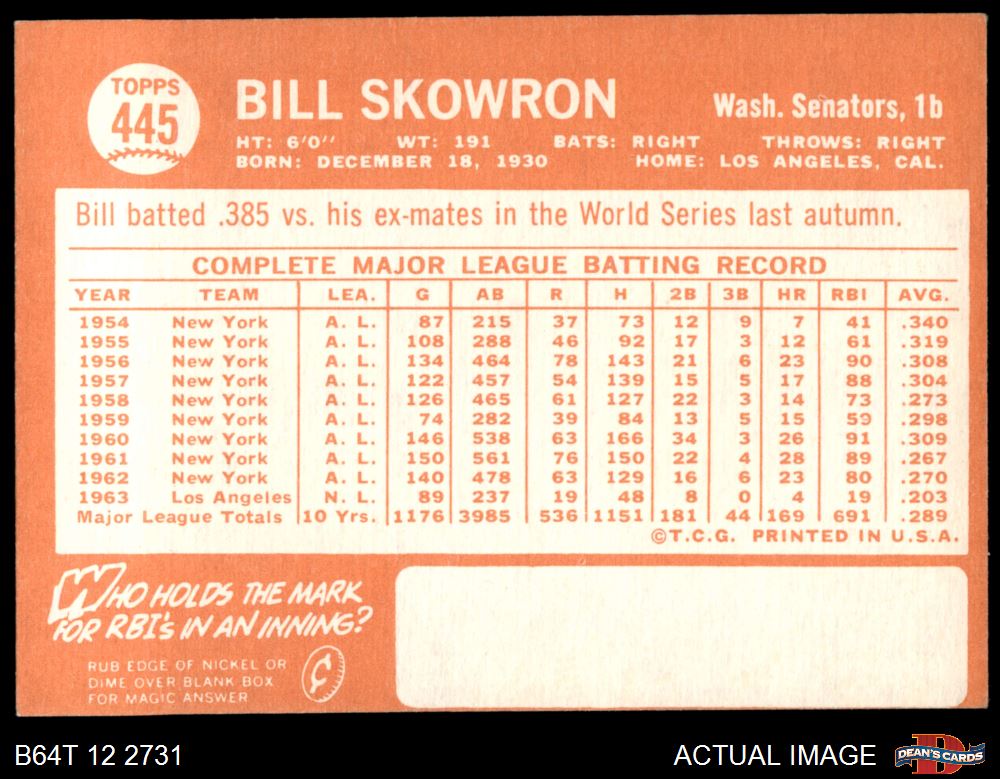 TOPPS
445
BILL SKOWRON
Wash. Senators, 1b
HT: 6'0" WT: 191 BATS: RIGHT THROWS: RIGHT
BORN: DECEMBER 18, 1930 HOME: LOS ANGELES, CAL.
Bill batted .385 vs. his ex-mates in the World Series last autumn.
COMPLETE MAJOR LEAGUE BATTING RECORD
YEAR TEAM LEA. G AB R H 2B 3B HR RBI AVG.
1954 New York A. L. 87 215 37 73 12 9 7 41 .340
1955 New York A. L. 108 288 46 92 17 3 12 61 .319
1956 New York A. L. 134 464 78 143 21 6 23 90 .308
1957 New York A. L. 122 457 54 139 15 5 17 88 .304
1958 New York A. L. 126 465 61 127 22 3 14 73 .273
1959 New York A. L. 74 282 39 84 13 5 15 59 .298
1960 New York A. L. 146 538 63 166 34 3 26 91 .309
1961 New York A. L. 150 561 76 150 22 4 28 89 .267
1962 New York A. L. 140 478 63 129 16 6 23 80 .270
1963 Los Angeles N. L. 89 237 19 48 8 0 4 19 .203
Major League Totals 10 Yrs. 1176 3985 536 1151 181 44 169 691 .289
©T.C.G. PRINTED IN U.S.A.
WHO HOLDS THE MARK
FOR RBI's IN AN INNING?
RUB EDGE OF NICKEL OR
DIME OVER BLANK BOX
FOR MAGIC ANSWER
¢
B64T 12 2731
ACTUAL IMAGE
D
DEAN'S CARDS